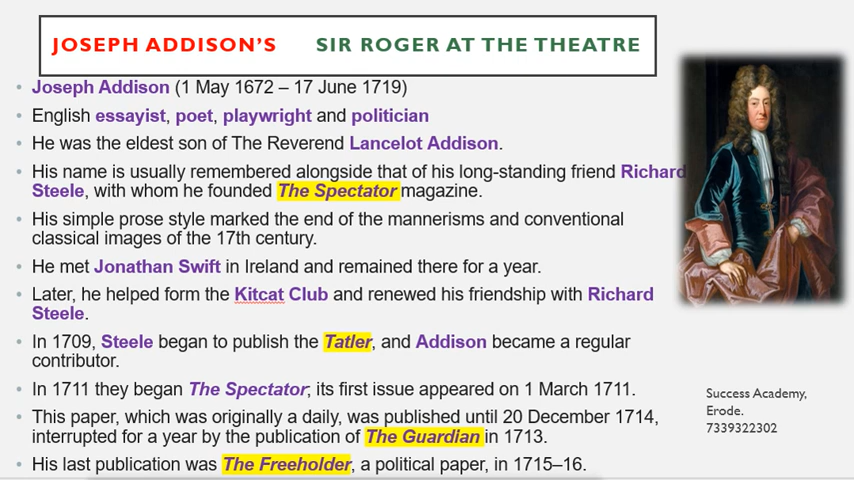 JOSEPH ADDISON'S SIR ROGER AT THE THEATRE
• Joseph Addison (1 May 1672 – 17 June 1719)
• English essayist, poet, playwright and politician
• He was the eldest son of The Reverend Lancelot Addison.
• His name is usually remembered alongside that of his long-standing friend Richard
Steele, with whom he founded The Spectator magazine.
• His simple prose style marked the end of the mannerisms and conventional
classical images of the 17th century.
• He met Jonathan Swift in Ireland and remained there for a year.
• Later, he helped form the Kitcat Club and renewed his friendship with Richard
Steele.
• In 1709, Steele began to publish the Tatler, and Addison became a regular
contributor.
• In 1711 they began The Spectator; its first issue appeared on 1 March 1711.
• This paper, which was originally a daily, was published until 20 December 1714,
interrupted for a year by the publication of The Guardian in 1713.
• His last publication was The Freeholder, a political paper, in 1715–16.
Success Academy,
Erode.
7339322302